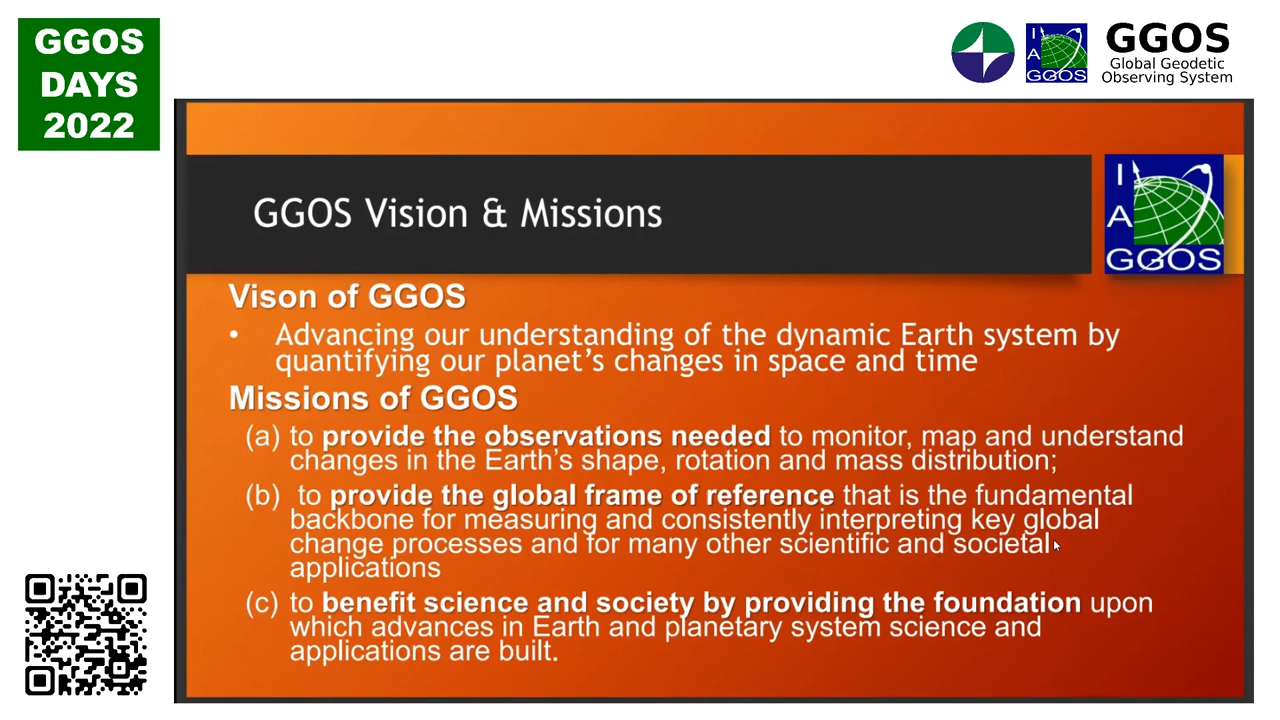 GGOS
DAYS
2022
I
A
GGOS
GGOS
Global Geodetic
Observing System
GGOS Vision & Missions
I
A
GGOS
Vison of GGOS
• Advancing our understanding of the dynamic Earth system by
quantifying our planet’s changes in space and time
Missions of GGOS
(a) to provide the observations needed to monitor, map and understand
changes in the Earth’s shape, rotation and mass distribution;
(b) to provide the global frame of reference that is the fundamental
backbone for measuring and consistently interpreting key global
change processes and for many other scientific and societal
applications
(c) to benefit science and society by providing the foundation upon
which advances in Earth and planetary system science and
applications are built.